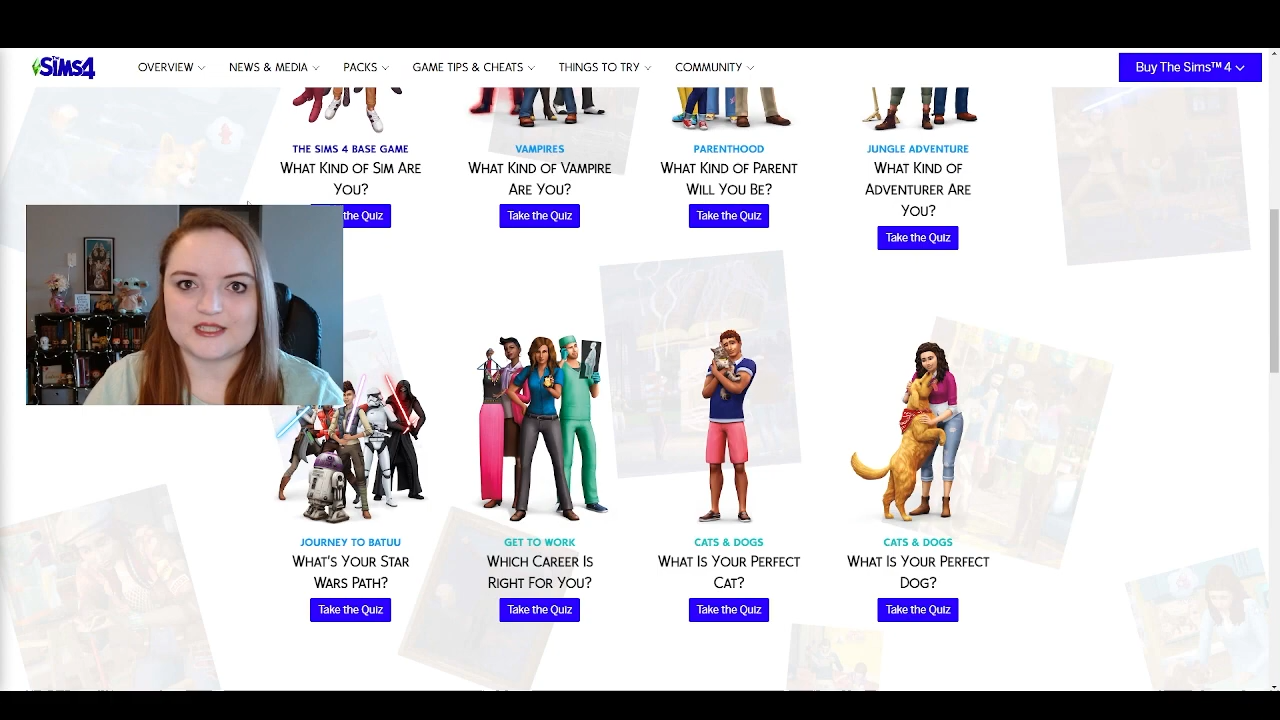 The Sims 4
OVERVIEW
NEWS & MEDIA
PACKS
GAME TIPS & CHEATS
THINGS TO TRY
COMMUNITY
Buy The Sims™ 4
THE SIMS 4 BASE GAME
WHAT KIND OF SIM ARE
YOU?
the Quiz
VAMPIRES
WHAT KIND OF VAMPIRE
ARE YOU?
Take the Quiz
PARENTHOOD
WHAT KIND OF PARENT
WILL YOU BE?
Take the Quiz
JUNGLE ADVENTURE
WHAT KIND OF
ADVENTURER ARE
YOU?
Take the Quiz
JOURNEY TO BATUU
WHAT'S YOUR STAR
WARS PATH?
Take the Quiz
GET TO WORK
WHICH CAREER IS
RIGHT FOR YOU?
Take the Quiz
CATS & DOGS
WHAT IS YOUR PERFECT
CAT?
Take the Quiz
CATS & DOGS
WHAT IS YOUR PERFECT
DOG?
Take the Quiz